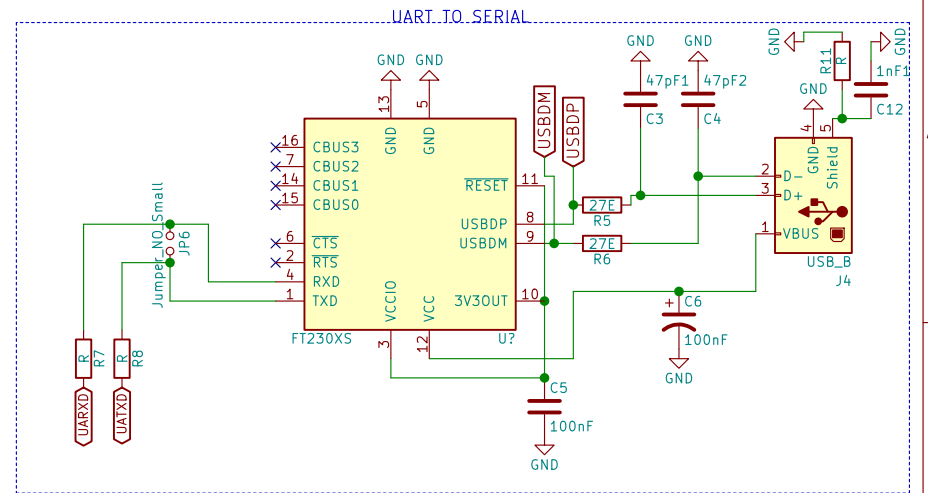 UART TO SERIAL
GND
GND
13
5
GND
GND
16
CBUS3
7
CBUS2
14
CBUS1
15
CBUS0
6
CTS
2
RTS
4
RXD
1
TXD
RESET
11
USBDP
8
USBDM
9
3V3OUT
10
VCCIO
3
VCC
12
FT230XS
U?
Jumper_NO_Small
JP6
R
R7
R
R8
UARXD
UATXD
USBDM
USBDP
27E
R5
27E
R6
GND
47pF1
C3
GND
47pF2
C4
GND
R11
R
GND
1nF1
C12
GND
4
5
GND
Shield
2
D-
3
D+
1
VBUS
USB_B
J4
+
C6
100nF
GND
C5
100nF
GND